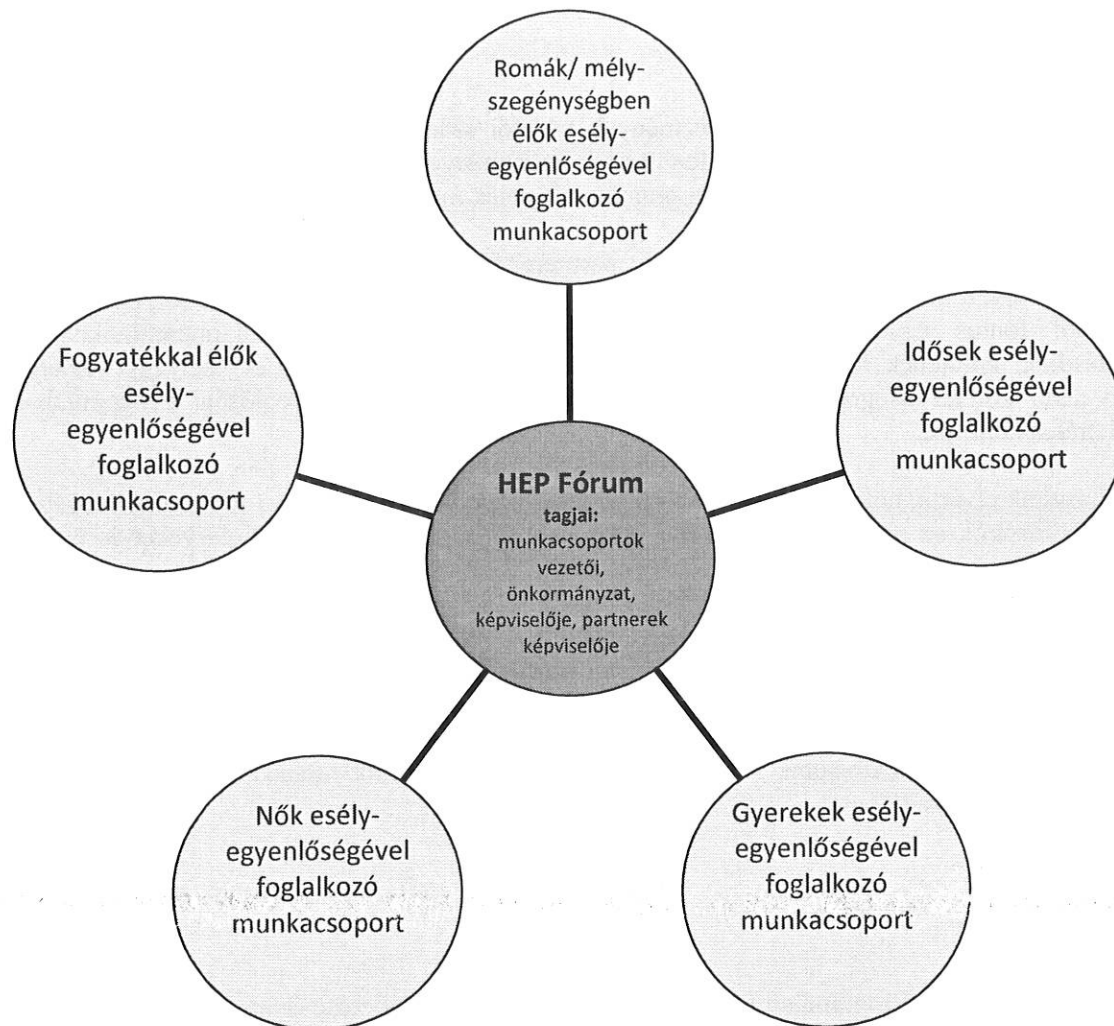 Romák/ mély-
szegénységben
élők esély-
egyenlőségével
foglalkozó
munkacsoport
Fogyatékkal élők
esély-
egyenlőségével
foglalkozó
munkacsoport
Idősek esély-
egyenlőségével
foglalkozó
munkacsoport
HEP Fórum
tagjai:
munkacsoportok
vezetői,
önkormányzat,
képviselője, partnerek
képviselője
Nők esély-
egyenlőségével
foglalkozó
munkacsoport
Gyerekek esély-
egyenlőségével
foglalkozó
munkacsoport